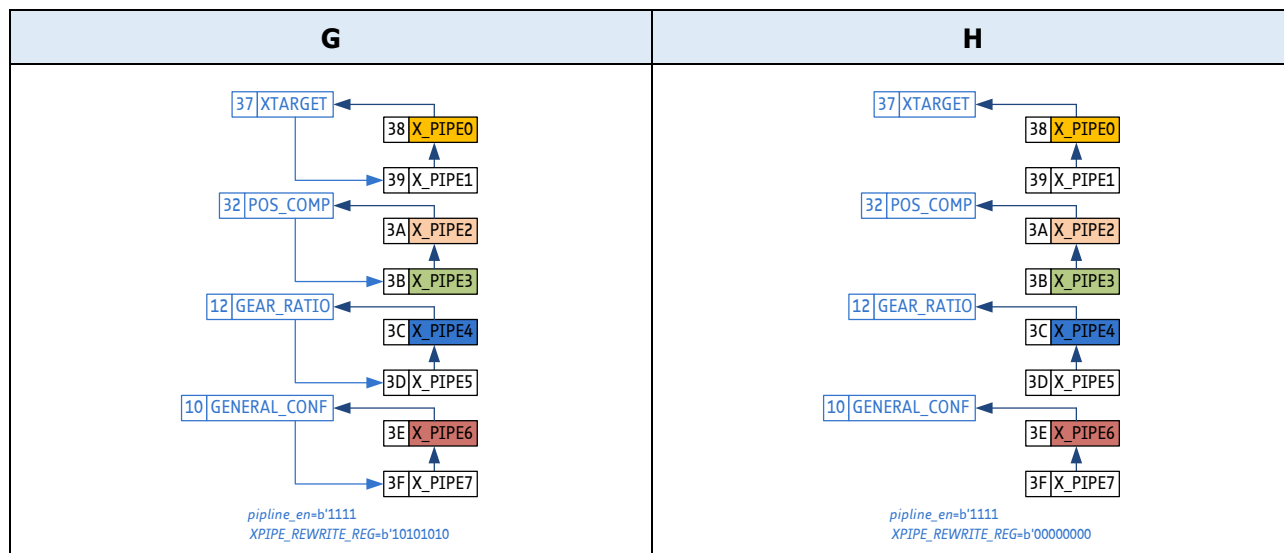 G
H
37 XTARGET
38 X_PIPE0
39 X_PIPE1
32 POS_COMP
3A X_PIPE2
3B X_PIPE3
12 GEAR_RATIO
3C X_PIPE4
3D X_PIPE5
10 GENERAL_CONF
3E X_PIPE6
3F X_PIPE7
pipline_en=b'1111
XPIPE_REWRITE_REG=b'10101010
37 XTARGET
38 X_PIPE0
39 X_PIPE1
32 POS_COMP
3A X_PIPE2
3B X_PIPE3
12 GEAR_RATIO
3C X_PIPE4
3D X_PIPE5
10 GENERAL_CONF
3E X_PIPE6
3F X_PIPE7
pipline_en=b'1111
XPIPE_REWRITE_REG=b'00000000